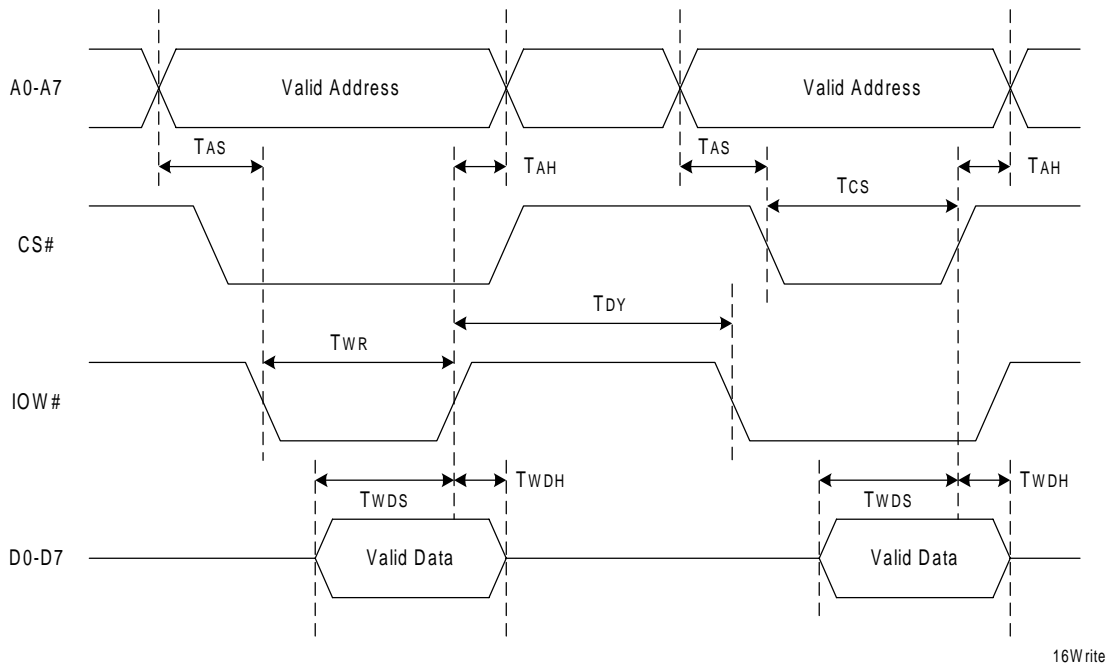 A0-A7
Valid Address
Valid Address
TAS
TAH
TAS
TAH
TCS
CS#
TDY
TWR
IOW#
TWDS
TWDH
TWDS
TWDH
D0-D7
Valid Data
Valid Data
16Write